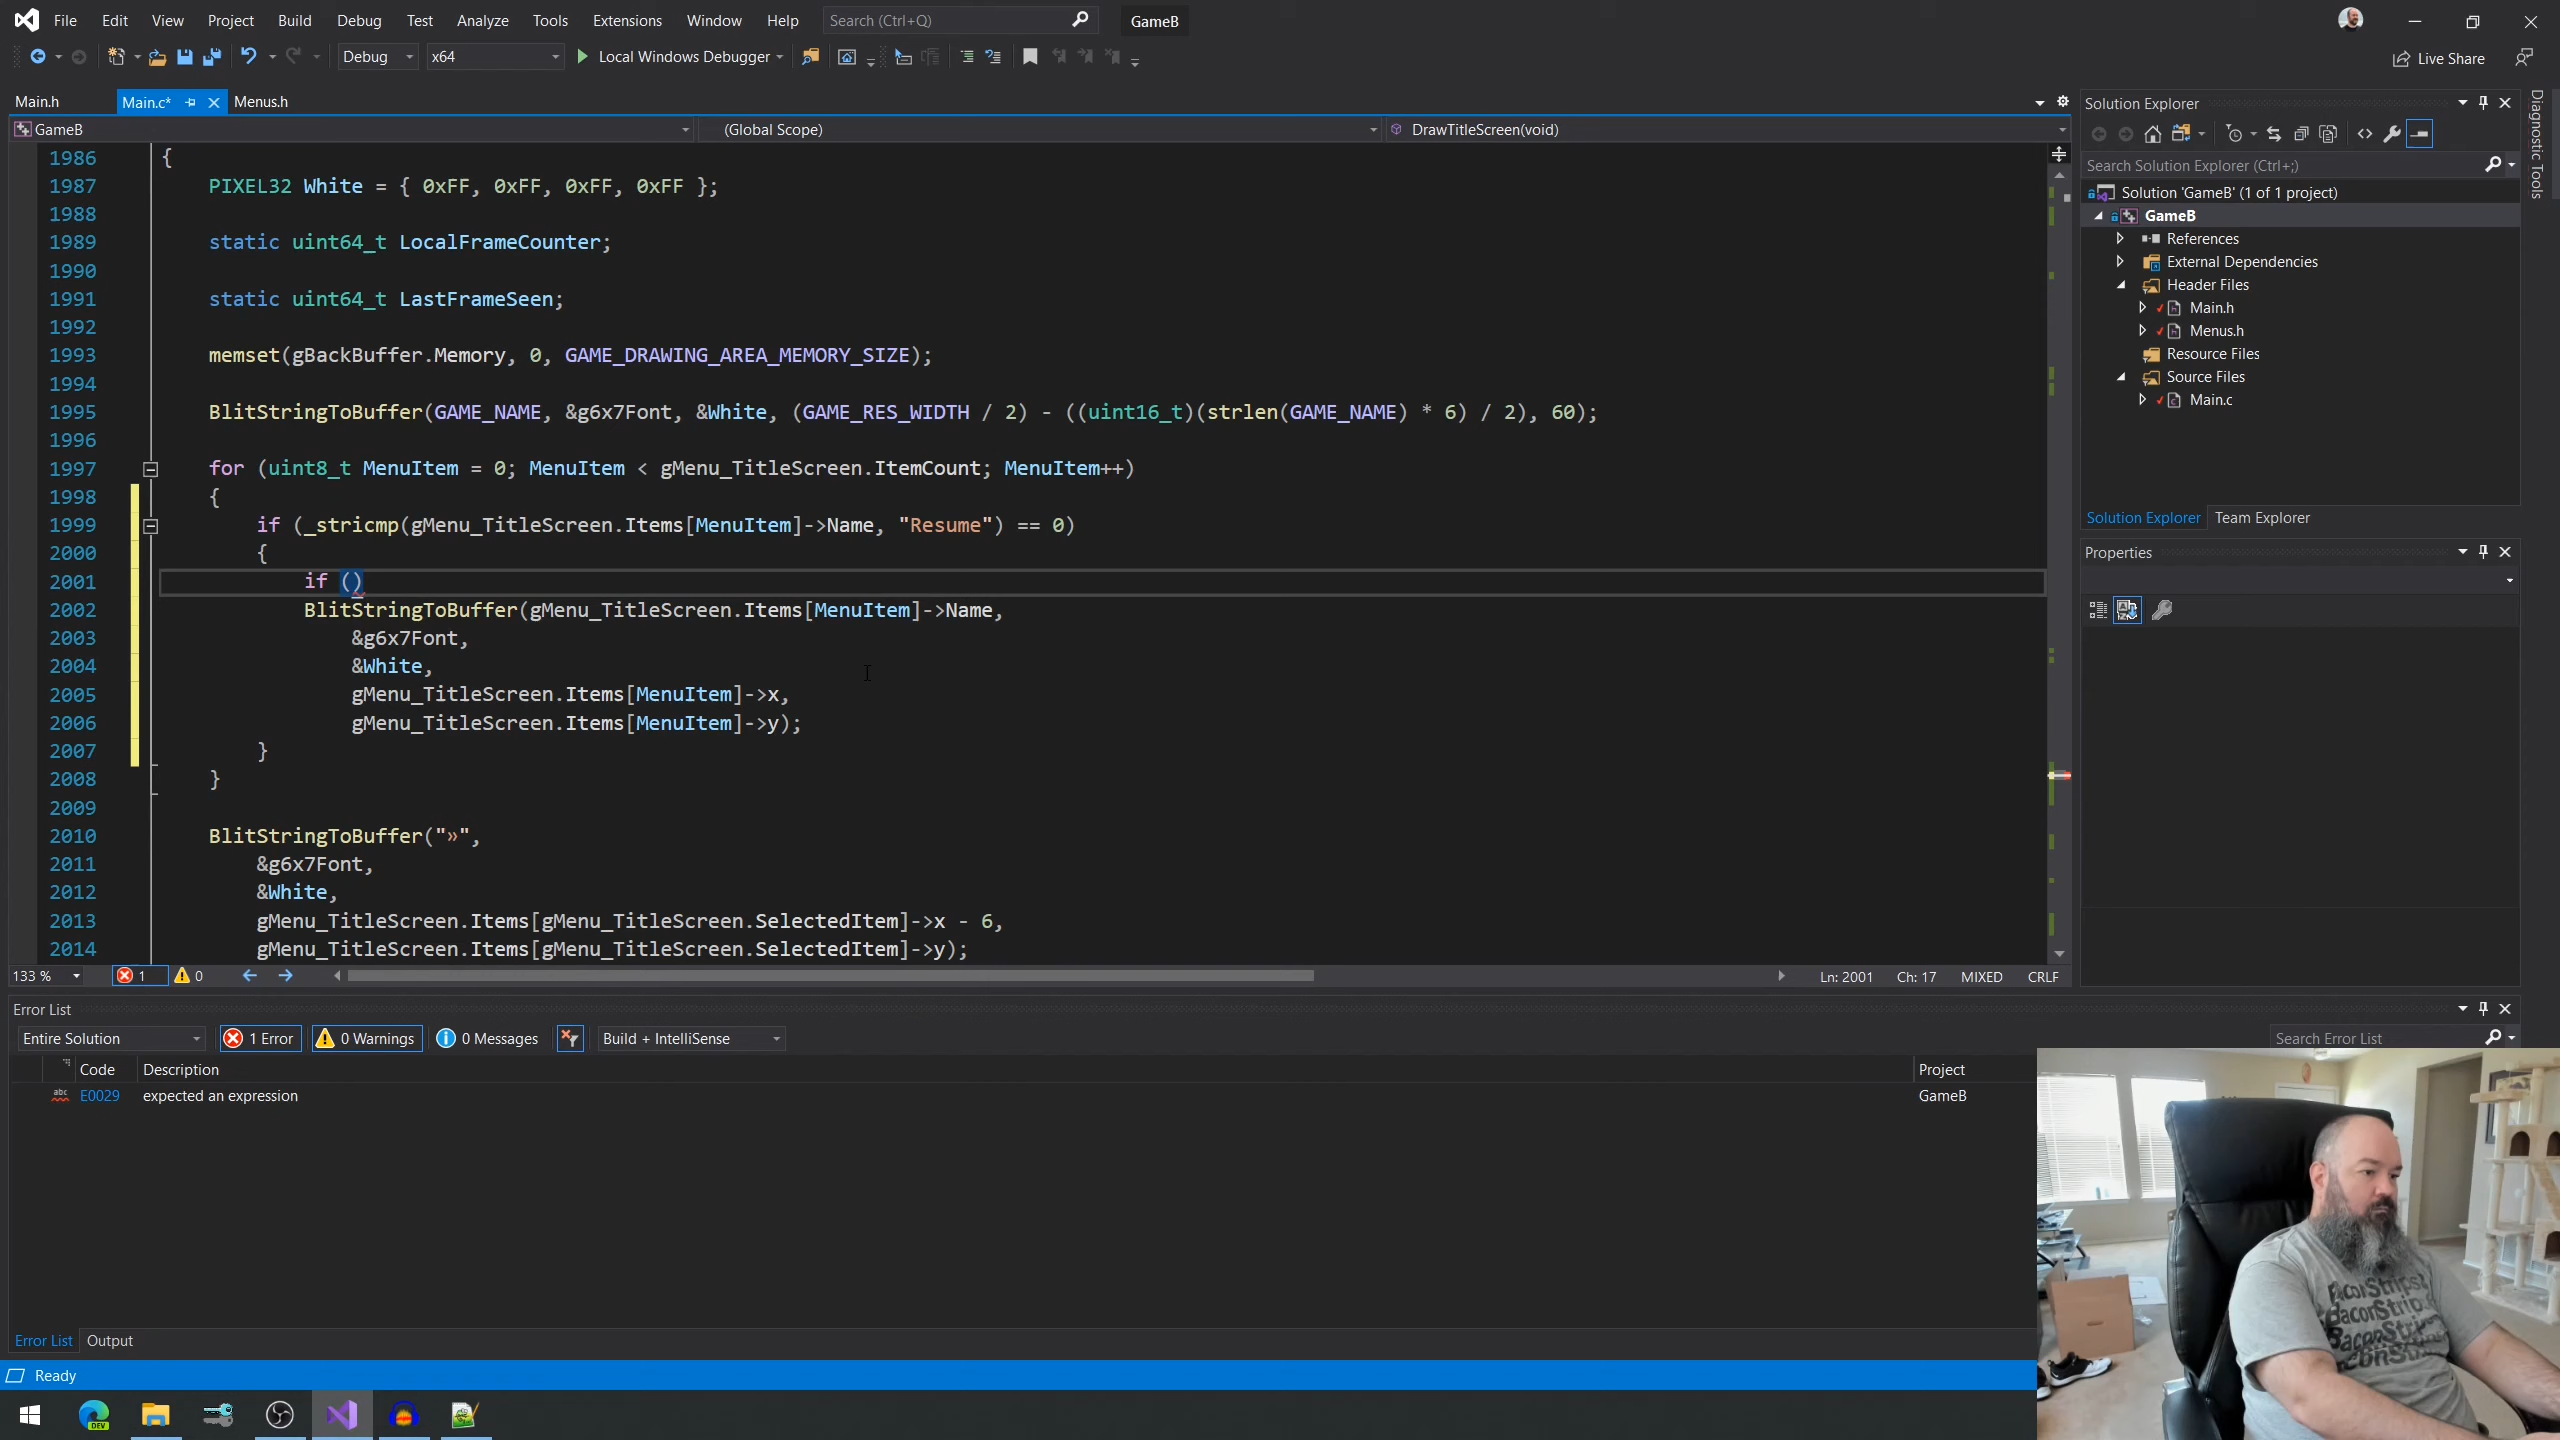 File Edit View Project Build Debug Test Analyze Tools Extensions Window Help Search (Ctrl+Q) GameB
Debug x64 Local Windows Debugger Live Share
Main.h Main.c* Menus.h
GameB (Global Scope) DrawTitleScreen(void)
1986 {
1987 PIXEL32 White = { 0xFF, 0xFF, 0xFF, 0xFF };
1988
1989 static uint64_t LocalFrameCounter;
1990
1991 static uint64_t LastFrameSeen;
1992
1993 memset(gBackBuffer.Memory, 0, GAME_DRAWING_AREA_MEMORY_SIZE);
1994
1995 BlitStringToBuffer(GAME_NAME, &g6x7Font, &White, (GAME_RES_WIDTH / 2) - ((uint16_t)(strlen(GAME_NAME) * 6) / 2), 60);
1996
1997 for (uint8_t MenuItem = 0; MenuItem < gMenu_TitleScreen.ItemCount; MenuItem++)
1998 {
1999 if (_stricmp(gMenu_TitleScreen.Items[MenuItem]->Name, "Resume") == 0)
2000 {
2001 if ()
2002 BlitStringToBuffer(gMenu_TitleScreen.Items[MenuItem]->Name,
2003 &g6x7Font,
2004 &White,
2005 gMenu_TitleScreen.Items[MenuItem]->x,
2006 gMenu_TitleScreen.Items[MenuItem]->y);
2007 }
2008 }
2009
2010 BlitStringToBuffer("»",
2011 &g6x7Font,
2012 &White,
2013 gMenu_TitleScreen.Items[gMenu_TitleScreen.SelectedItem]->x - 6,
2014 gMenu_TitleScreen.Items[gMenu_TitleScreen.SelectedItem]->y);
133 % 1 0 Ln: 2001 Ch: 17 MIXED CRLF
Solution Explorer
Search Solution Explorer (Ctrl+;)
Solution 'GameB' (1 of 1 project)
GameB
References
External Dependencies
Header Files
Main.h
Menus.h
Resource Files
Source Files
Main.c
Solution Explorer Team Explorer
Properties
Diagnostic Tools
Error List
Entire Solution 1 Error 0 Warnings 0 Messages Build + IntelliSense Search Error List
Code Description Project
abc E0029 expected an expression GameB
Error List Output
Ready
DEV
BaconStrips
BaconStrips
BaconStrips